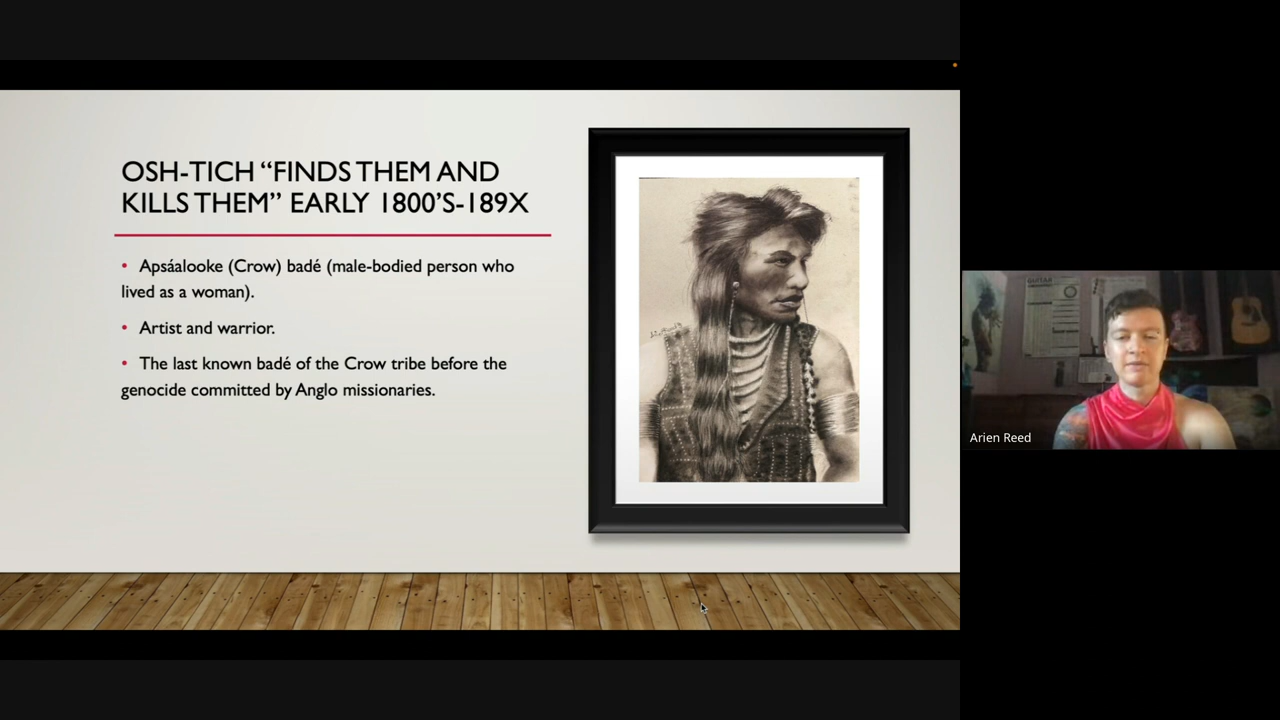 OSH-TICH “FINDS THEM AND
KILLS THEM” EARLY 1800’S-189X
• Apsáalooke (Crow) badé (male-bodied person who
lived as a woman).
• Artist and warrior.
• The last known badé of the Crow tribe before the
genocide committed by Anglo missionaries.
Arien Reed